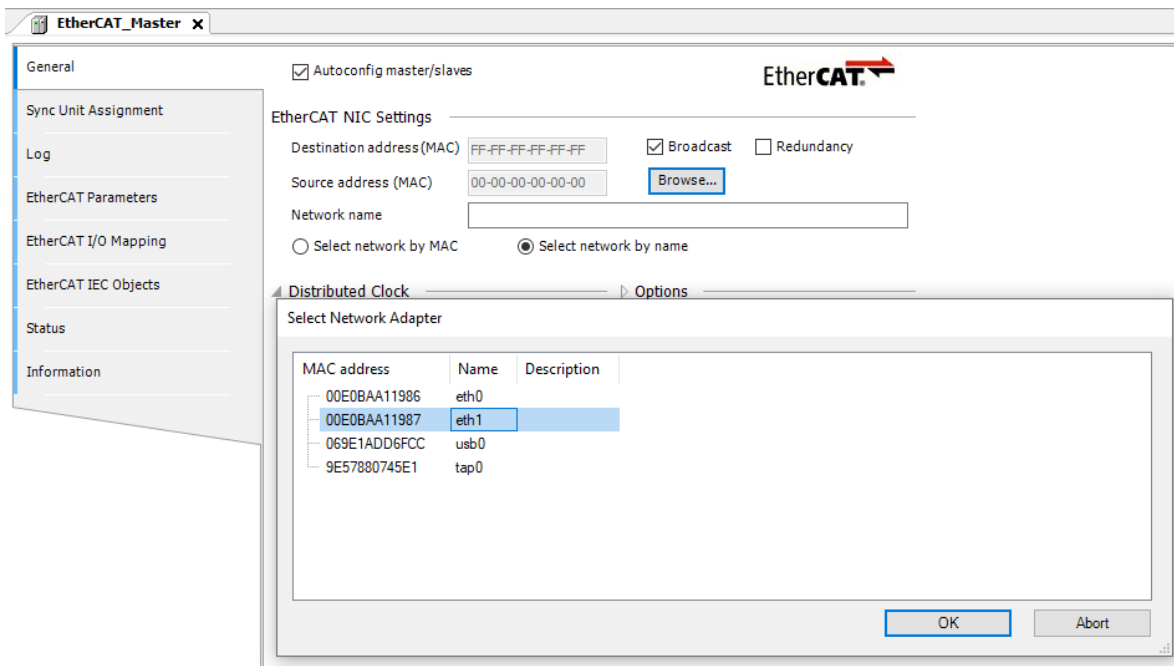 EtherCAT_Master x
General
Sync Unit Assignment
Log
EtherCAT Parameters
EtherCAT I/O Mapping
EtherCAT IEC Objects
Status
Information
Autoconfig master/slaves
EtherCAT.
EtherCAT NIC Settings
Destination address (MAC) FF-FF-FF-FF-FF-FF Broadcast Redundancy
Source address (MAC) 00-00-00-00-00-00 Browse...
Network name
Select network by MAC Select network by name
Distributed Clock Options
Select Network Adapter
MAC address Name Description
00E0BAA11986 eth0
00E0BAA11987 eth1
069E1ADD6FCC usb0
9E57880745E1 tap0
OK Abort